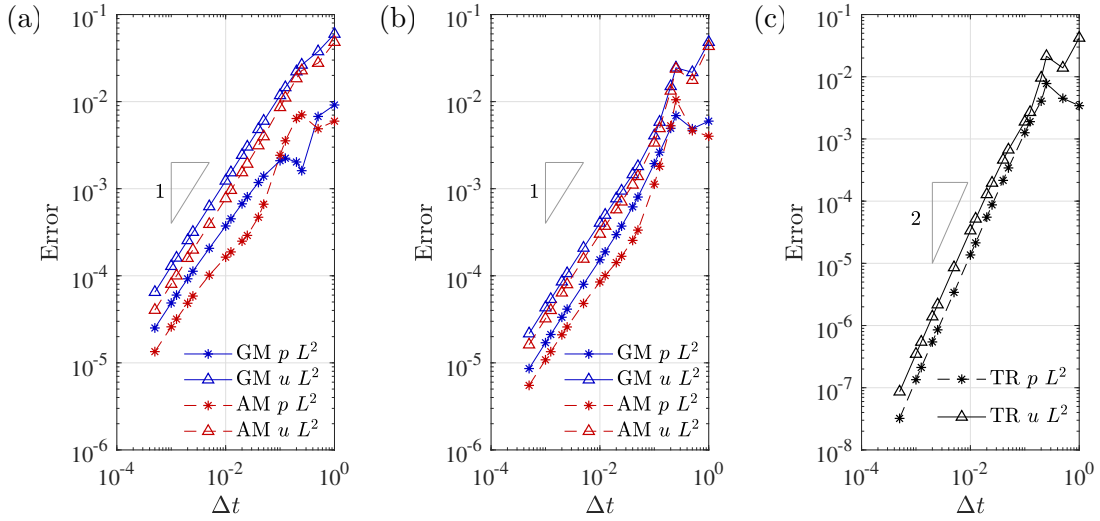 (a)
Error
10^-1
10^-2
10^-3
10^-4
10^-5
10^-6
1
GM p L^2
GM u L^2
AM p L^2
AM u L^2
10^-4
10^-2
10^0
Δt
(b)
10^-1
10^-2
10^-3
10^-4
10^-5
10^-6
1
GM p L^2
GM u L^2
AM p L^2
AM u L^2
10^-4
10^-2
10^0
Δt
(c)
Error
10^-1
10^-2
10^-3
10^-4
10^-5
10^-6
10^-7
10^-8
2
TR p L^2
TR u L^2
10^-4
10^-2
10^0
Δt